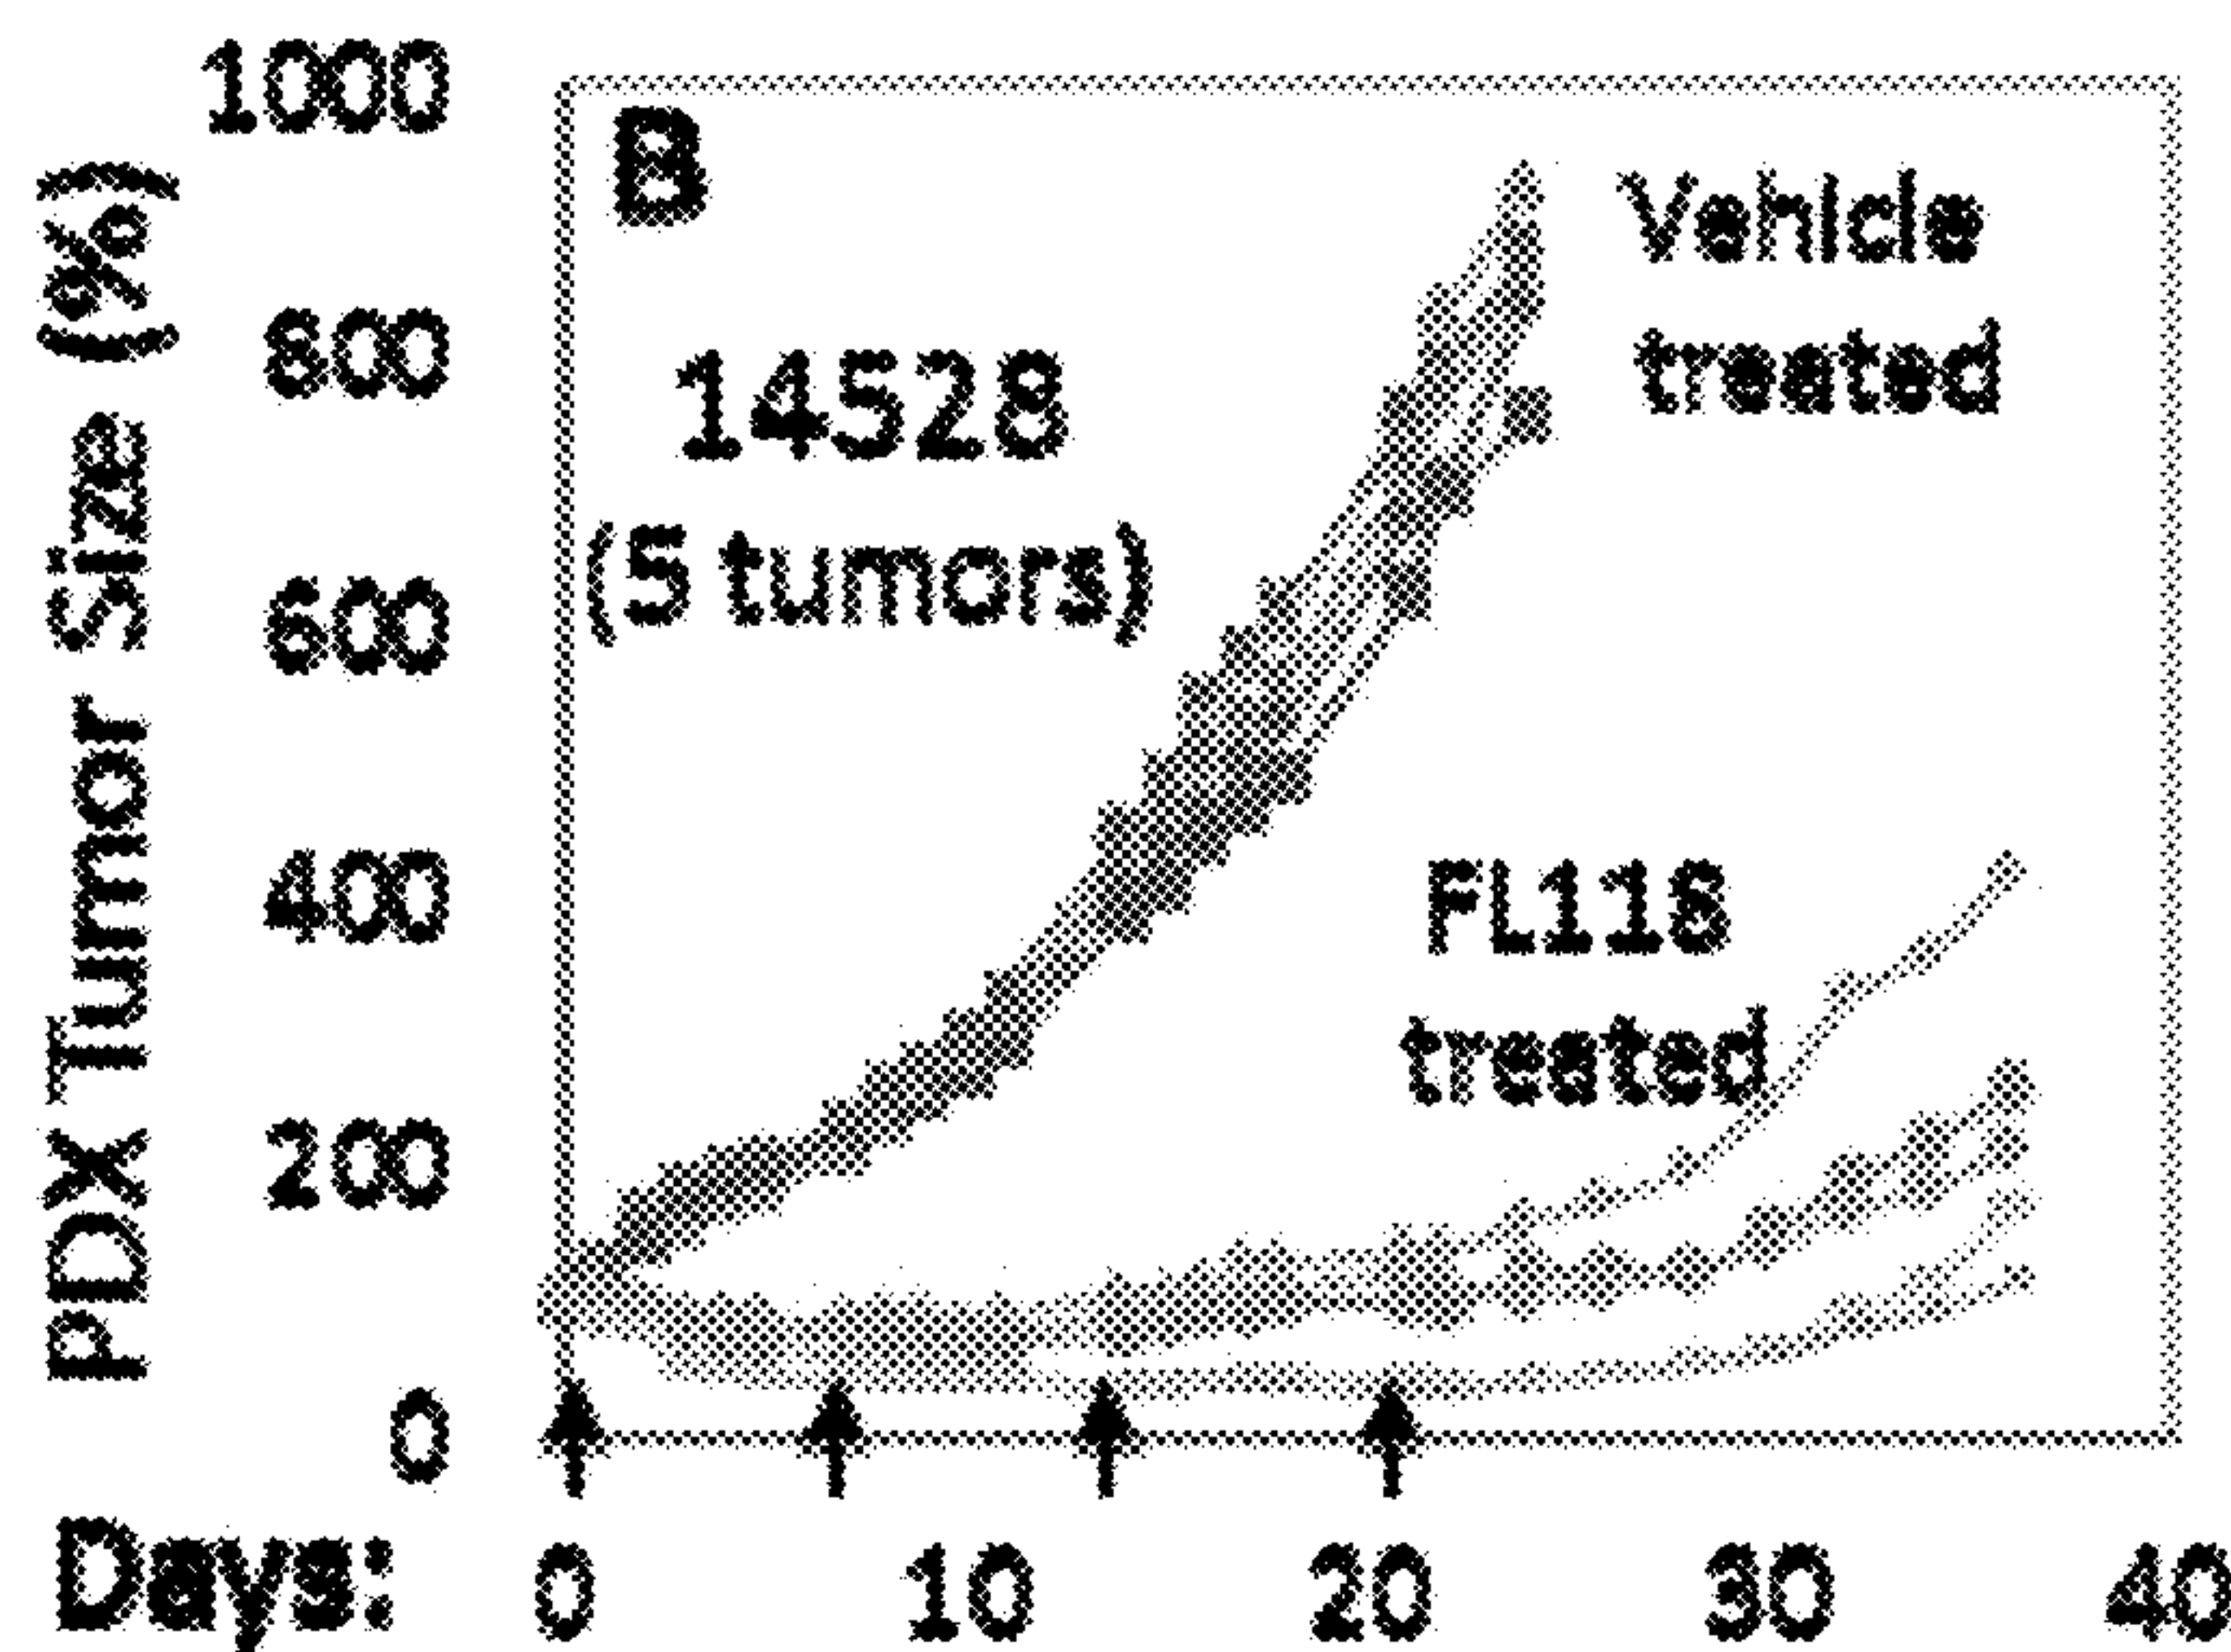 PDX Tumor Size (%)
1000
800
600
400
200
0
B
14528
(5 tumors)
Vehicle
treated
FL118
treated
Days: 0 10 20 30 40